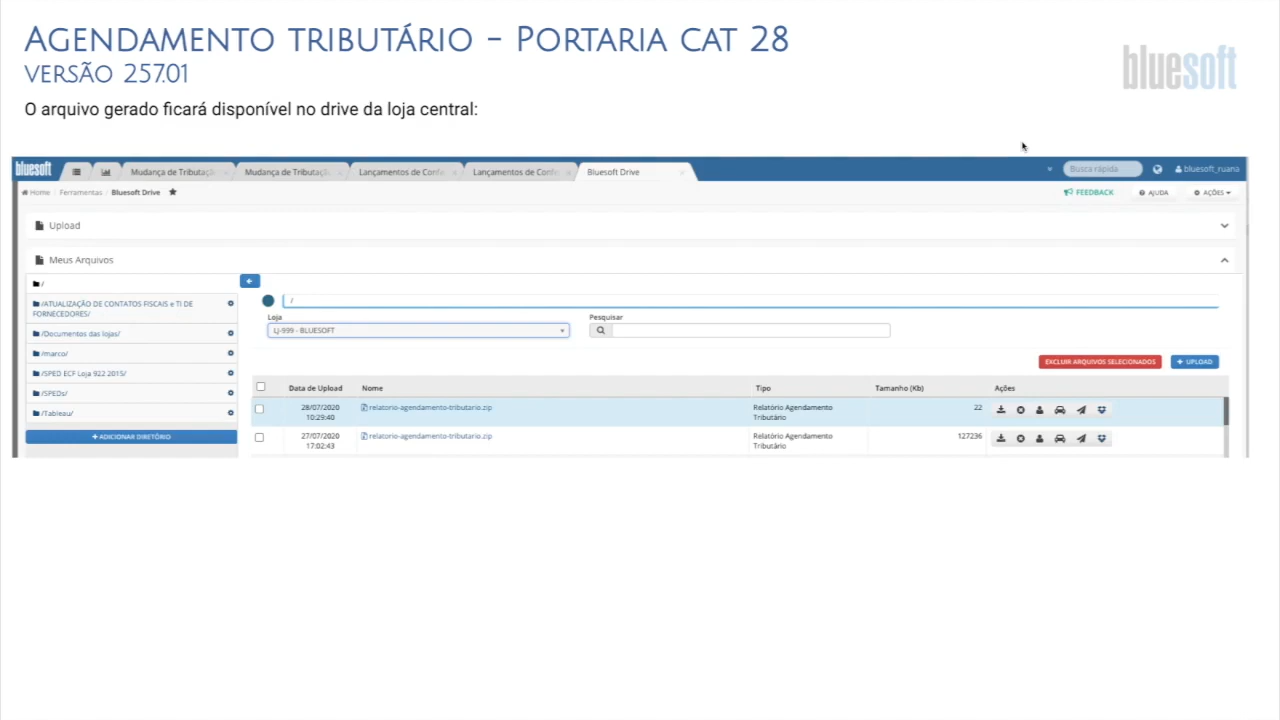 AGENDAMENTO TRIBUTÁRIO - PORTARIA CAT 28
VERSÃO 257.01
bluesoft
O arquivo gerado ficará disponível no drive da loja central:
bluesoft
Mudança de Tributaçã
Mudança de Tributaçã
Lançamentos de Confe
Lançamentos de Confe
Bluesoft Drive
Busca rápida
bluesoft_ruana
Home / Ferramentas / Bluesoft Drive
FEEDBACK
AJUDA
AÇÕES
Upload
Meus Arquivos
/
/ATUALIZAÇÃO DE CONTATOS FISCAIS e TI DE
FORNECEDORES/
/Documentos das lojas/
/marco/
/SPED ECF Loja 922 2015/
/SPEDs/
/Tableau/
+ ADICIONAR DIRETÓRIO
/
Loja
Pesquisar
LJ-999 - BLUESOFT
EXCLUIR ARQUIVOS SELECIONADOS
+ UPLOAD
Data de Upload
Nome
Tipo
Tamanho (Kb)
Ações
28/07/2020
10:29:40
relatorio-agendamento-tributario.zip
Relatório Agendamento
Tributário
22
27/07/2020
17:02:43
relatorio-agendamento-tributario.zip
Relatório Agendamento
Tributário
127236